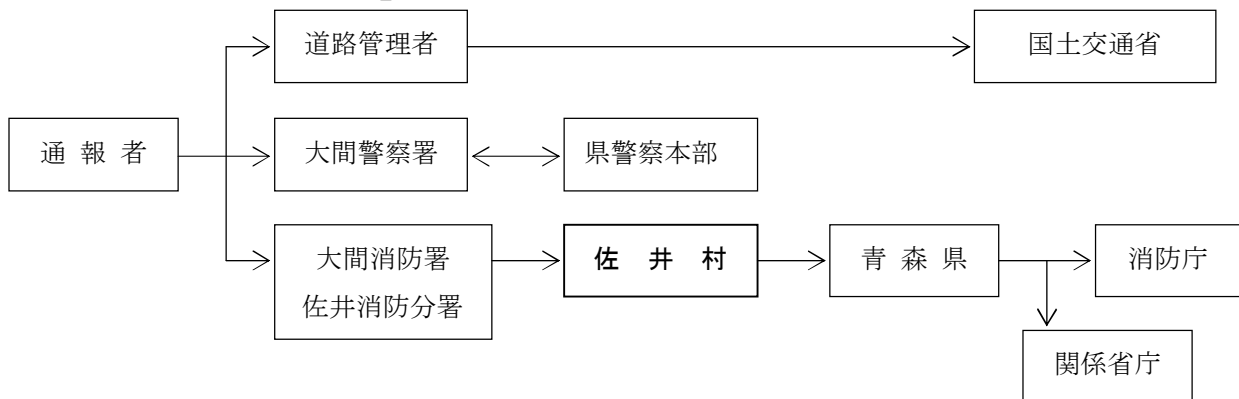 道路管理者
国土交通省
通報者
大間警察署
県警察本部
大間消防署
佐井消防分署
佐井村
青森県
消防庁
関係省庁